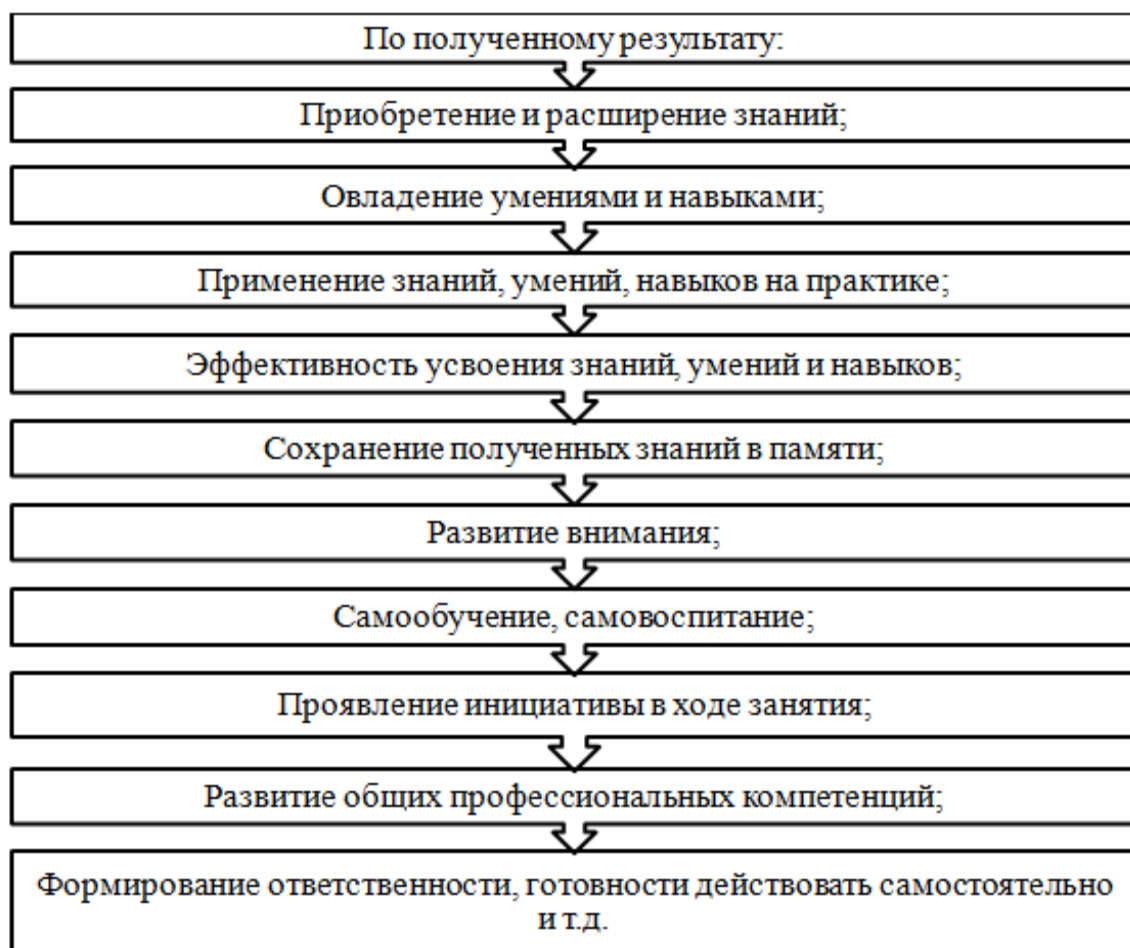 По полученному результату:
Приобретение и расширение знаний;
Овладение умениями и навыками;
Применение знаний, умений, навыков на практике;
Эффективность усвоения знаний, умений и навыков;
Сохранение полученных знаний в памяти;
Развитие внимания;
Самообучение, самовоспитание;
Проявление инициативы в ходе занятия;
Развитие общих профессиональных компетенций;
Формирование ответственности, готовности действовать самостоятельно
и т.д.